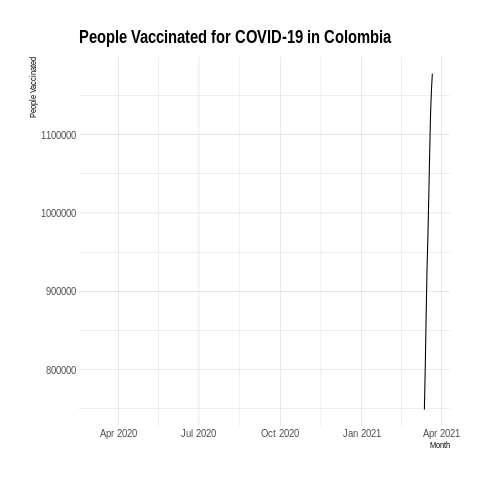 People Vaccinated for COVID-19 in Colombia
People Vaccinated
1100000
1000000
900000
800000
Apr 2020 Jul 2020 Oct 2020 Jan 2021 Apr 2021
Month